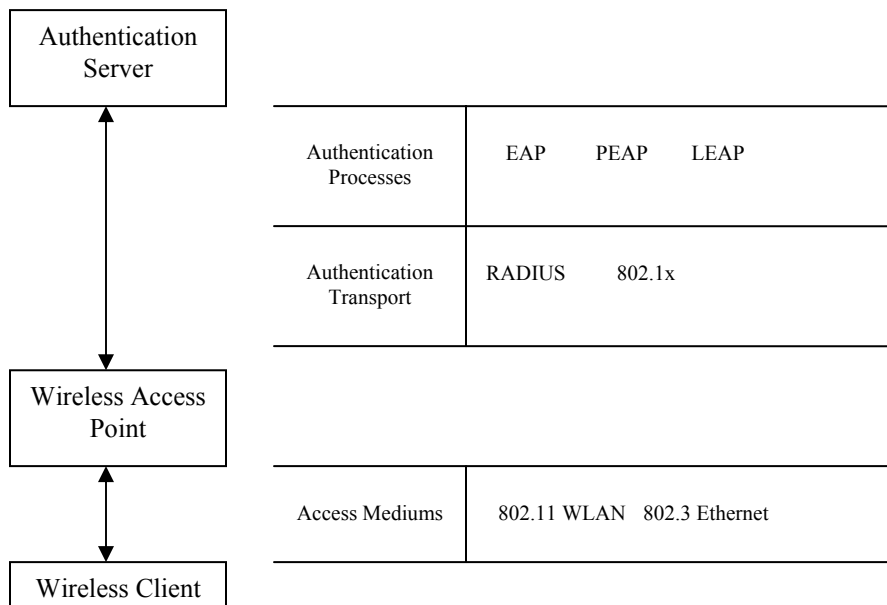 Authentication
Server
Authentication
Processes
EAP PEAP LEAP
Authentication
Transport
RADIUS 802.1x
Wireless Access
Point
Access Mediums
802.11 WLAN 802.3 Ethernet
Wireless Client